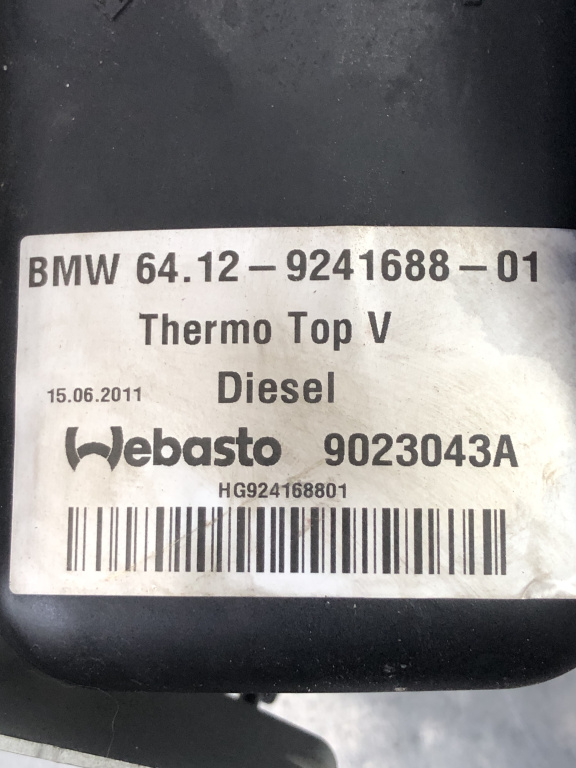 BMW 64.12-9241688-01
Thermo Top V
15.06.2011 Diesel
Webasto 9023043A
HG924168801